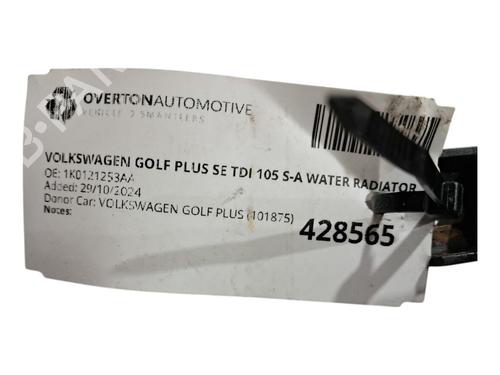 OVERTONAUTOMOTIVE
VEHICLE DISMANTLERS
VOLKSWAGEN GOLF PLUS SE TDI 105 S-A WATER RADIATOR
OE: 1K0121253AA
Added: 29/10/2024
Donor Car: VOLKSWAGEN GOLF PLUS (101875)
Notes:
428565